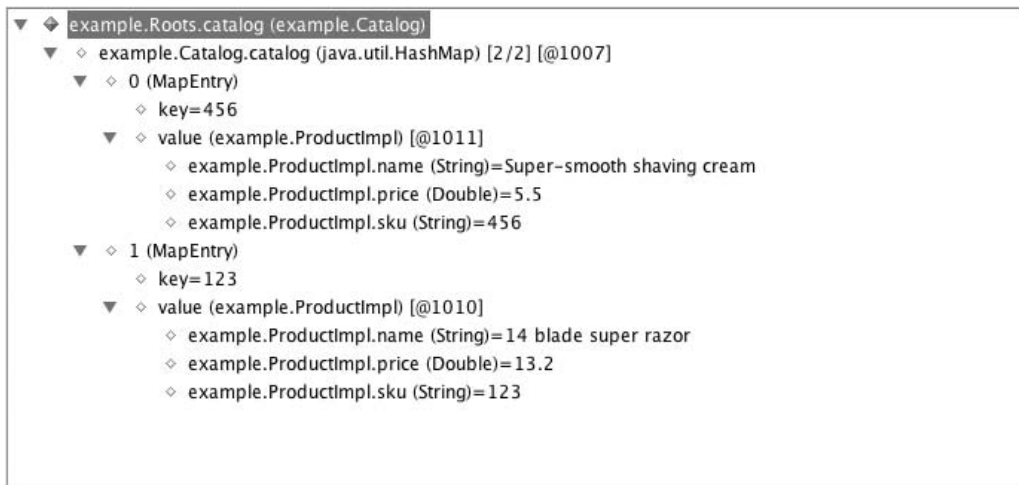 example.Roots.catalog (example.Catalog)
example.Catalog.catalog (java.util.HashMap) [2/2] [@1007]
0 (MapEntry)
key=456
value (example.ProductImpl) [@1011]
example.ProductImpl.name (String)=Super-smooth shaving cream
example.ProductImpl.price (Double)=5.5
example.ProductImpl.sku (String)=456
1 (MapEntry)
key=123
value (example.ProductImpl) [@1010]
example.ProductImpl.name (String)=14 blade super razor
example.ProductImpl.price (Double)=13.2
example.ProductImpl.sku (String)=123